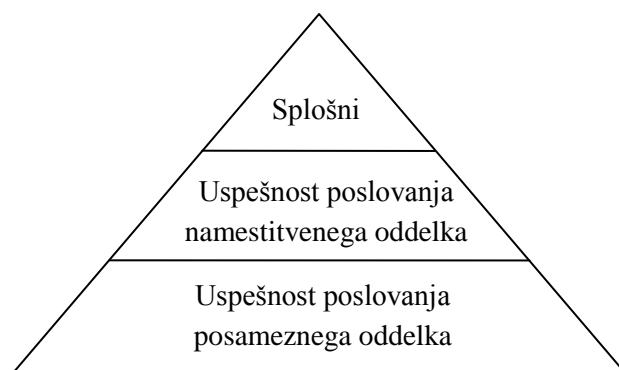 Splošni
Uspešnost poslovanja
namestitvenega oddelka
Uspešnost poslovanja
posameznega oddelka